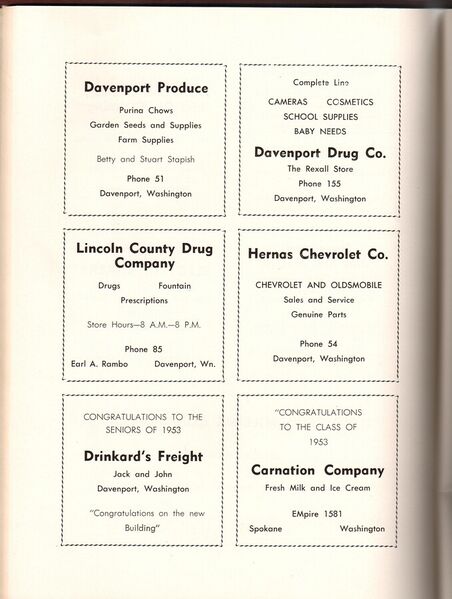 Davenport Produce
Purina Chows
Garden Seeds and Supplies
Farm Supplies
Betty and Stuart Stapish
Phone 51
Davenport, Washington
Complete Line
CAMERAS COSMETICS
SCHOOL SUPPLIES
BABY NEEDS
Davenport Drug Co.
The Rexall Store
Phone 155
Davenport, Washington
Lincoln County Drug
Company
Drugs Fountain
Prescriptions
Store Hours—8 A.M.—8 P.M.
Phone 85
Earl A. Rambo Davenport, Wn.
Hernas Chevrolet Co.
CHEVROLET AND OLDSMOBILE
Sales and Service
Genuine Parts
Phone 54
Davenport, Washington
CONGRATULATIONS TO THE
SENIORS OF 1953
Drinkard's Freight
Jack and John
Davenport, Washington
"Congratulations on the new
Building"
"CONGRATULATIONS
TO THE CLASS OF
1953
Carnation Company
Fresh Milk and Ice Cream
EMpire 1581
Spokane Washington